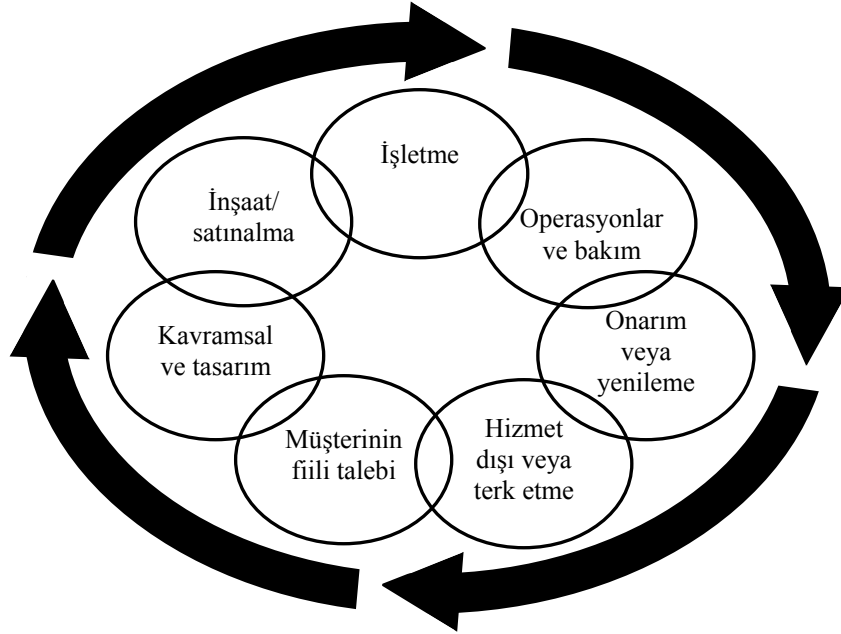 İşletme
İnşaat/
satınalma
Operasyonlar
ve bakım
Kavramsal
ve tasarım
Onarım
veya
yenileme
Müşterinin
fiili talebi
Hizmet
dışı veya
terk etme